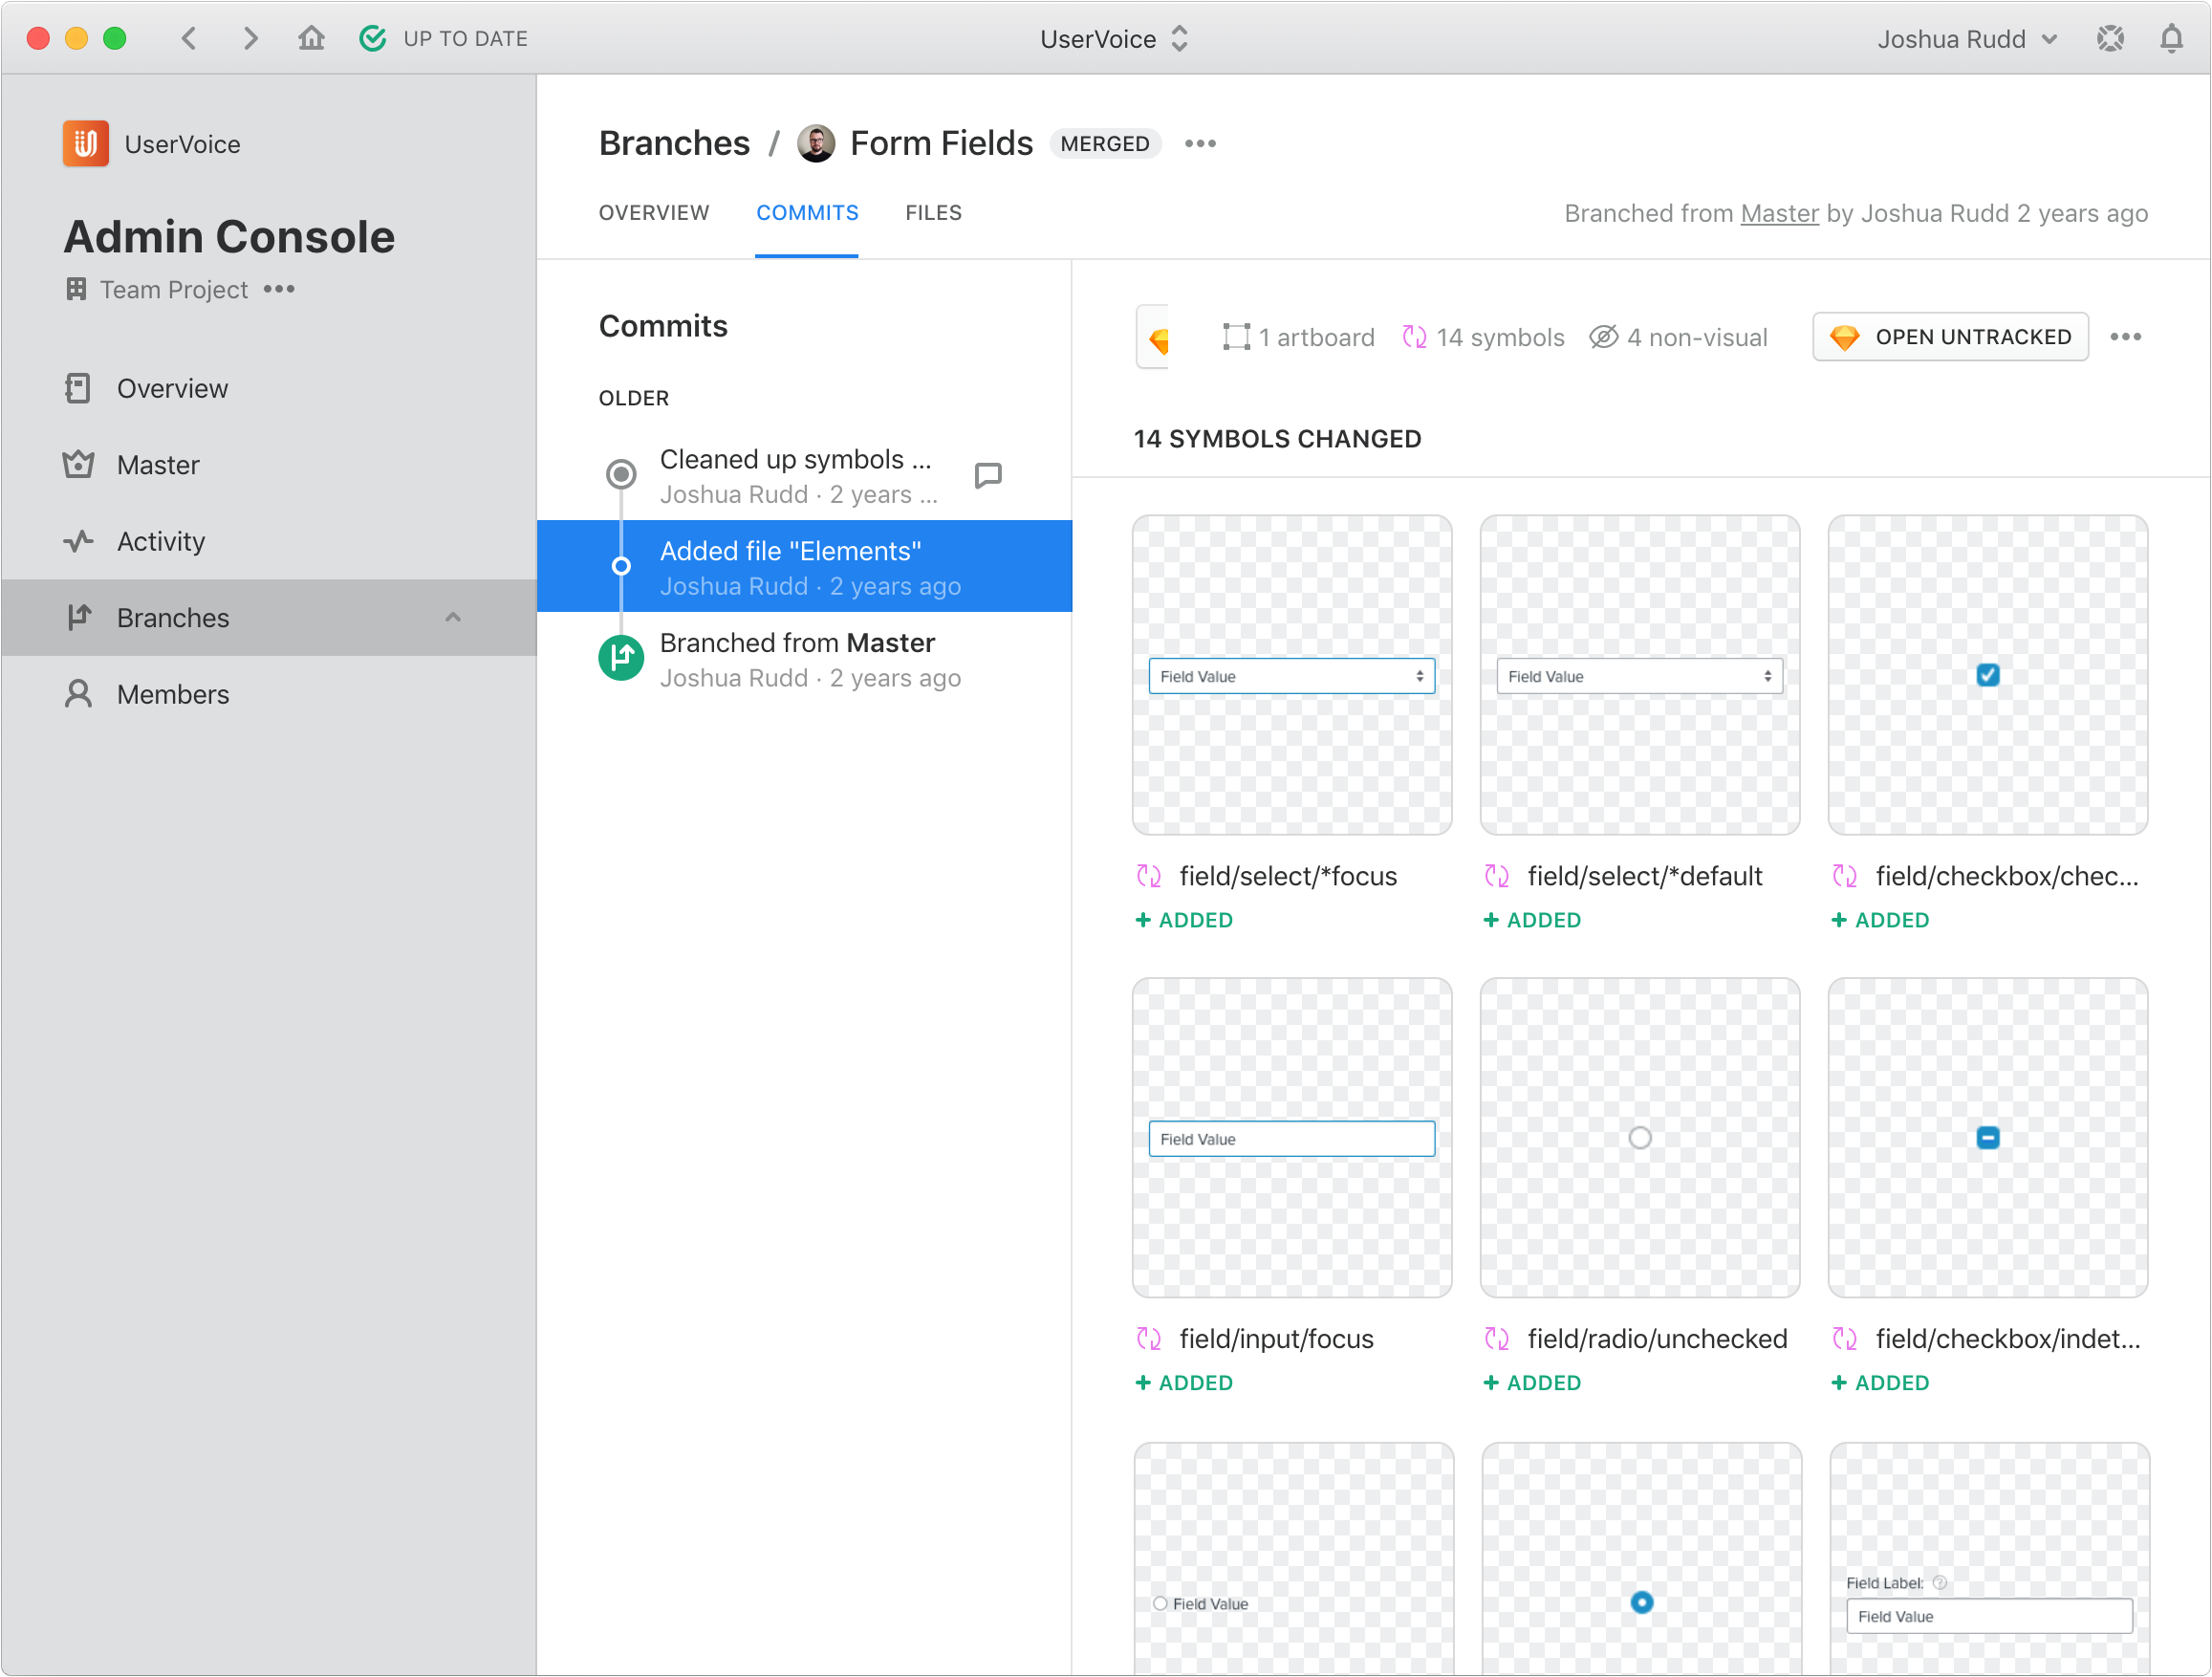 UP TO DATE
UserVoice
Joshua Rudd
UserVoice
Admin Console
Team Project
Overview
Master
Activity
Branches
Members
Branches / Form Fields MERGED
OVERVIEW COMMITS FILES
Branched from Master by Joshua Rudd 2 years ago
Commits
OLDER
Cleaned up symbols ...
Joshua Rudd · 2 years ...
Added file "Elements"
Joshua Rudd · 2 years ago
Branched from Master
Joshua Rudd · 2 years ago
1 artboard 14 symbols 4 non-visual OPEN UNTRACKED
14 SYMBOLS CHANGED
Field Value
Field Value
field/select/*focus
+ ADDED
field/select/*default
+ ADDED
field/checkbox/chec...
+ ADDED
Field Value
field/input/focus
+ ADDED
field/radio/unchecked
+ ADDED
field/checkbox/indet...
+ ADDED
Field Value
Field Label: ?
Field Value